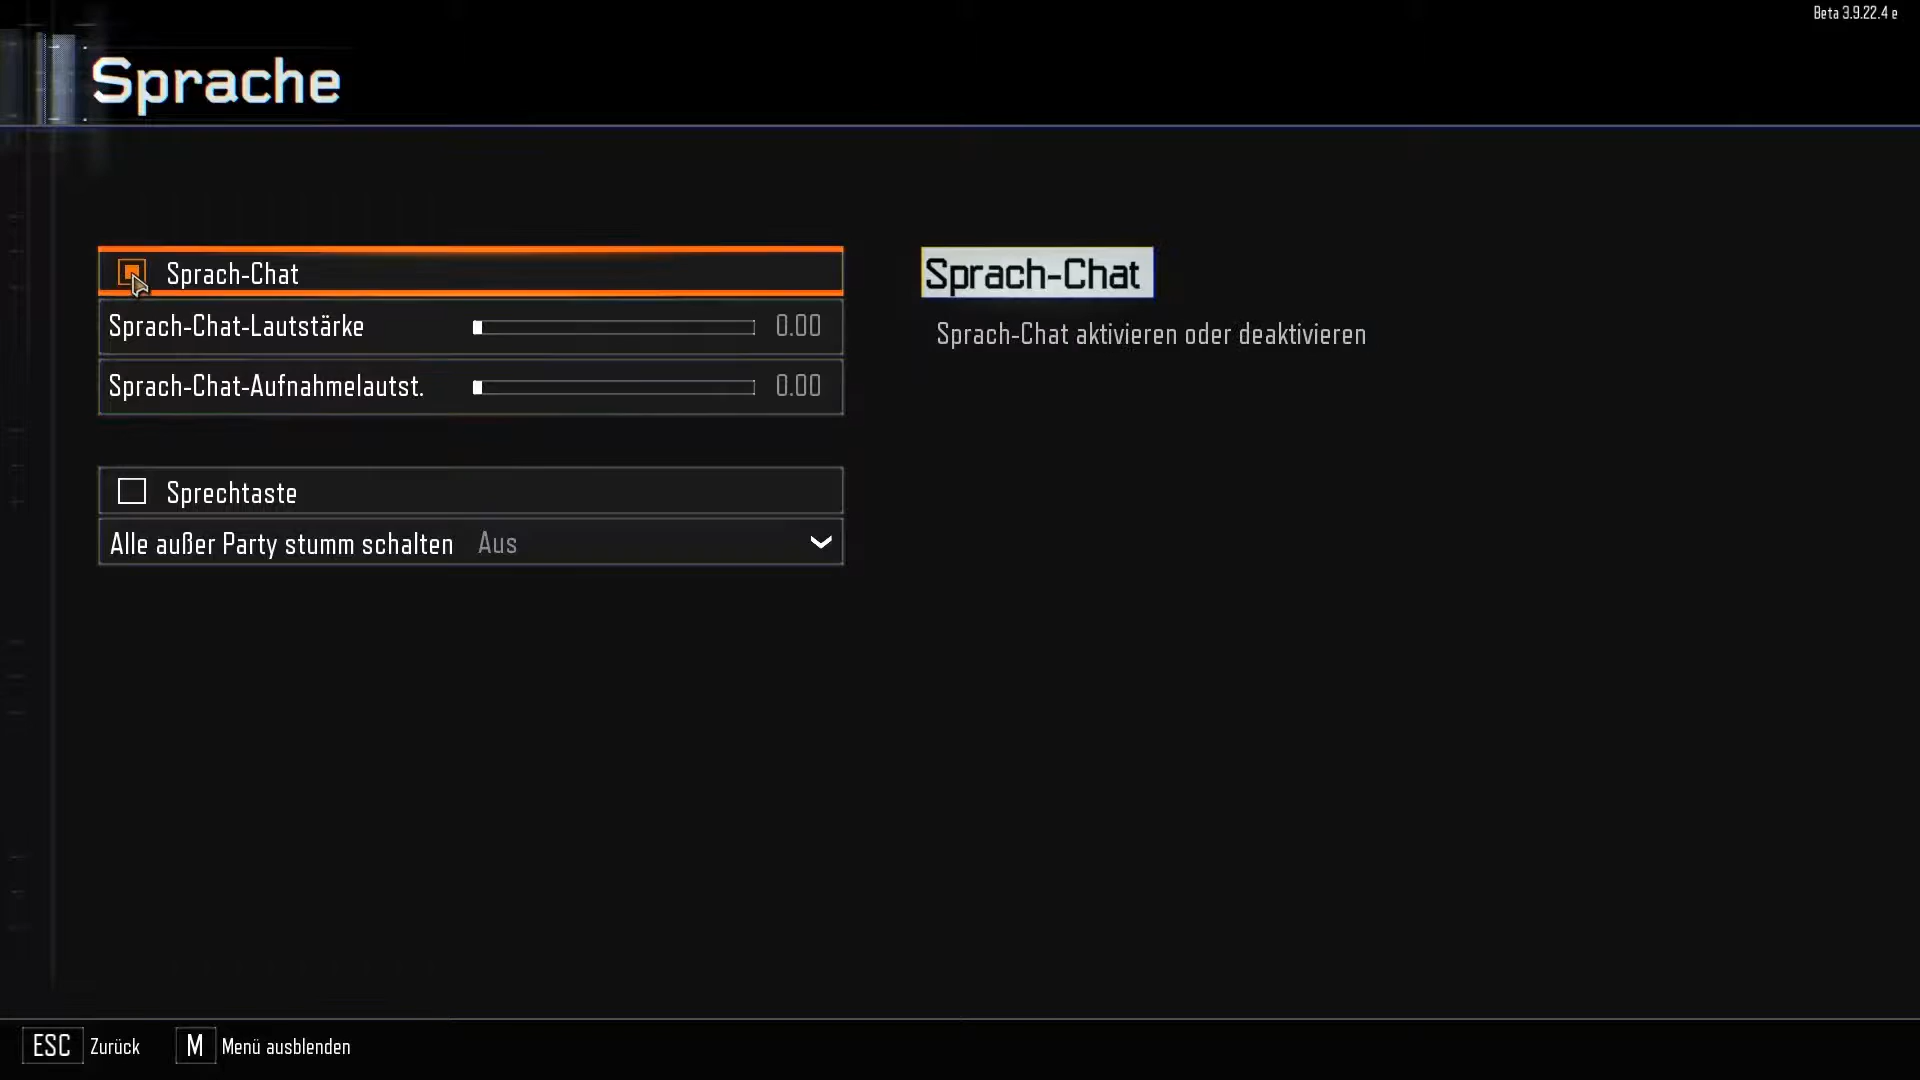 Beta 3.9.22.4 e
Sprache
Sprach-Chat
Sprach-Chat-Lautstärke 0.00
Sprach-Chat-Aufnahmelautst. 0.00
Sprechtaste
Alle außer Party stumm schalten Aus
Sprach-Chat
Sprach-Chat aktivieren oder deaktivieren
ESC Zurück M Menü ausblenden